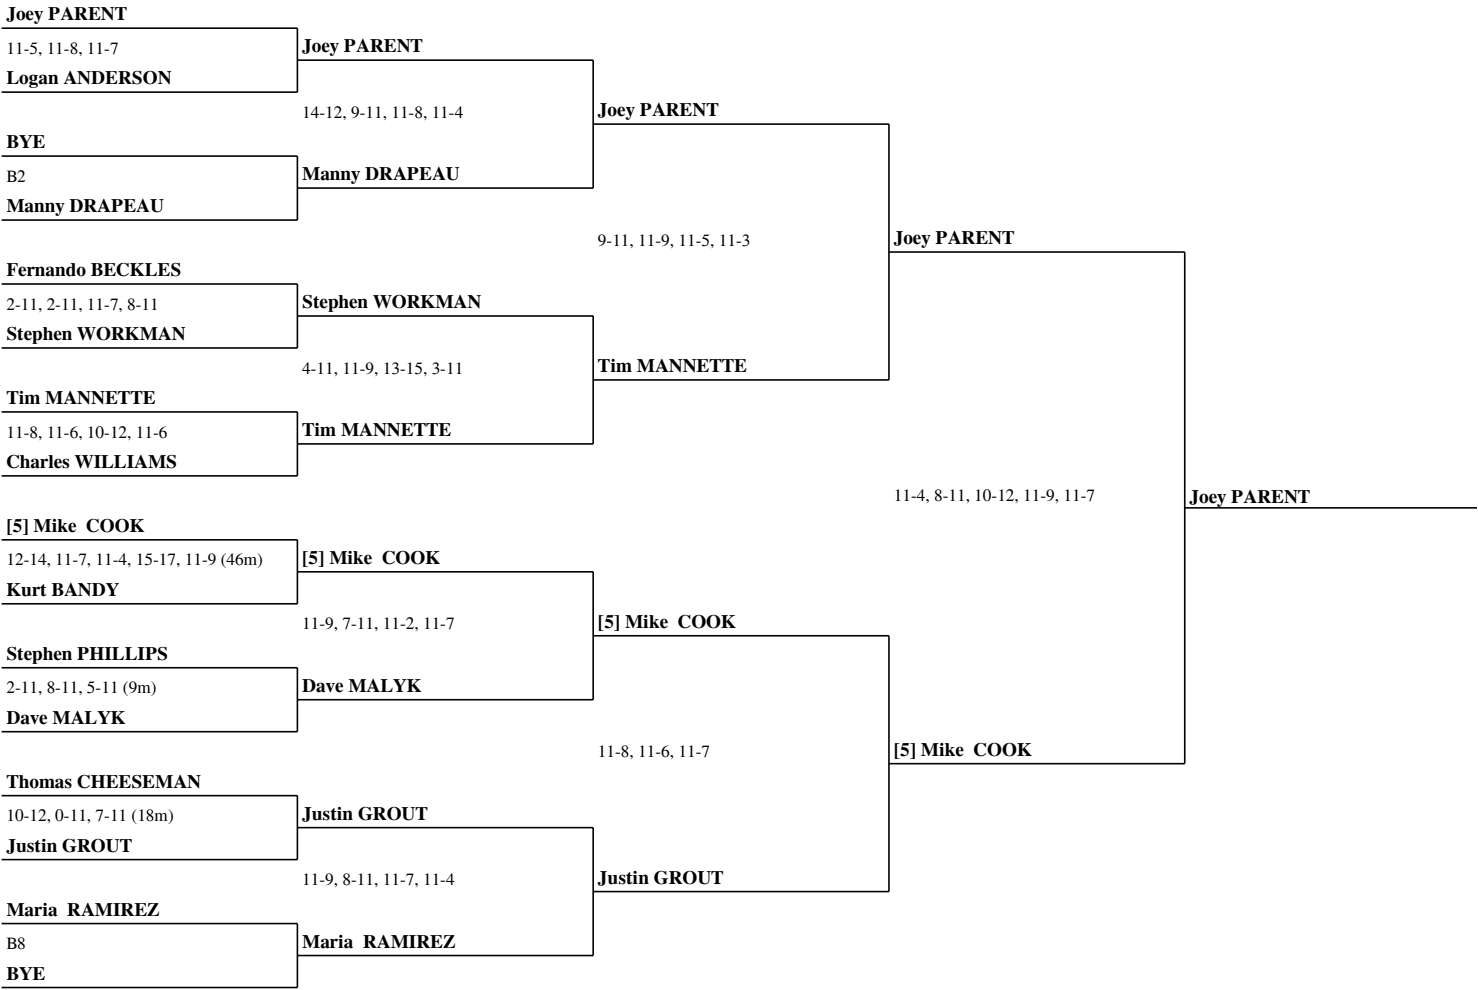 Joey PARENT
11-5, 11-8, 11-7
Logan ANDERSON
BYE
B2
Manny DRAPEAU
Fernando BECKLES
2-11, 2-11, 11-7, 8-11
Stephen WORKMAN
Tim MANNETTE
11-8, 11-6, 10-12, 11-6
Charles WILLIAMS
[5] Mike COOK
12-14, 11-7, 11-4, 15-17, 11-9 (46m)
Kurt BANDY
Stephen PHILLIPS
2-11, 8-11, 5-11 (9m)
Dave MALYK
Thomas CHEESEMAN
10-12, 0-11, 7-11 (18m)
Justin GROUT
Maria RAMIREZ
B8
BYE
Joey PARENT
14-12, 9-11, 11-8, 11-4
Manny DRAPEAU
Stephen WORKMAN
4-11, 11-9, 13-15, 3-11
Tim MANNETTE
[5] Mike COOK
11-9, 7-11, 11-2, 11-7
Dave MALYK
Justin GROUT
11-9, 8-11, 11-7, 11-4
Maria RAMIREZ
Joey PARENT
9-11, 11-9, 11-5, 11-3
Tim MANNETTE
[5] Mike COOK
11-8, 11-6, 11-7
Justin GROUT
Joey PARENT
11-4, 8-11, 10-12, 11-9, 11-7
[5] Mike COOK
Joey PARENT